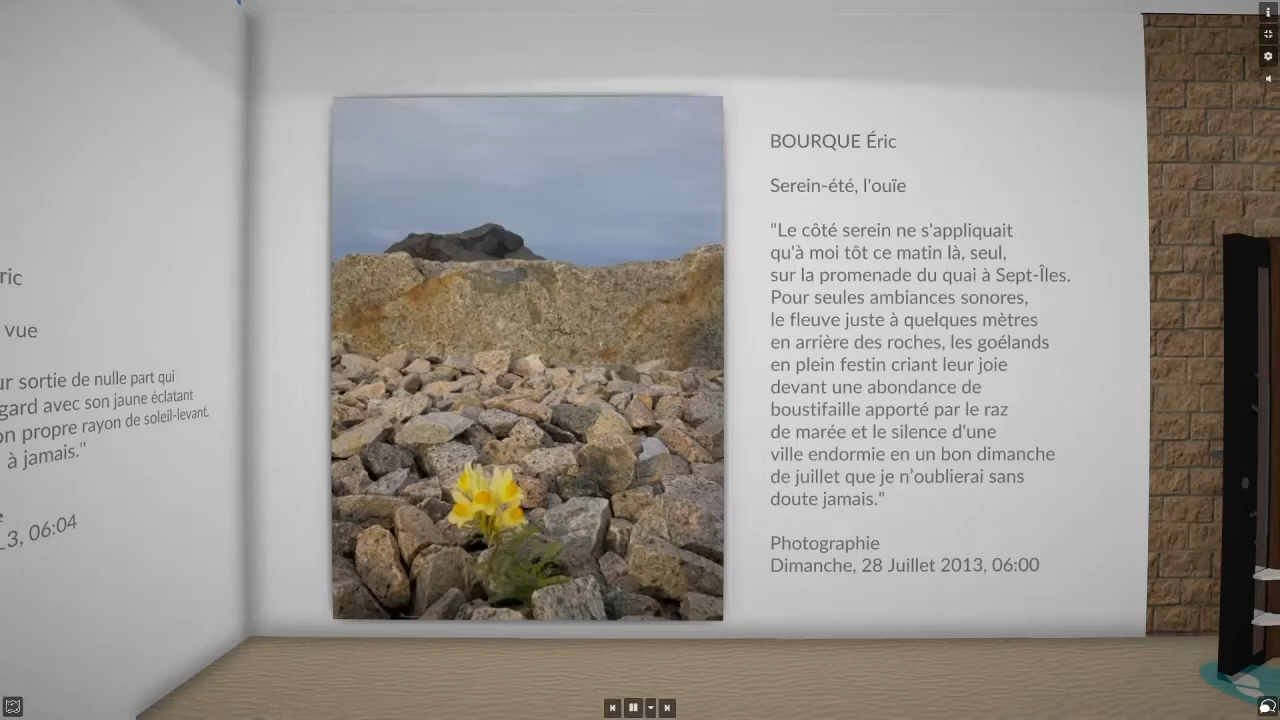 ric
vue
ur sortie de nulle part qui
gard avec son jaune éclatant
on propre rayon de soleil-levant.
à jamais."
3, 06:04
BOURQUE Éric
Serein-été, l'ouïe
"Le côté serein ne s'appliquait
qu'à moi tôt ce matin là, seul,
sur la promenade du quai à Sept-Îles.
Pour seules ambiances sonores,
le fleuve juste à quelques mètres
en arrière des roches, les goélands
en plein festin criant leur joie
devant une abondance de
boustifaille apporté par le raz
de marée et le silence d'une
ville endormie en un bon dimanche
de juillet que je n’oublierai sans
doute jamais."
Photographie
Dimanche, 28 Juillet 2013, 06:00